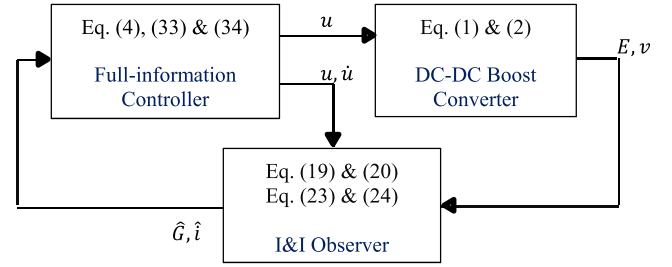 Eq. (4), (33) & (34)
Full-information
Controller
u
u, u̇
Eq. (1) & (2)
DC-DC Boost
Converter
E, v
Eq. (19) & (20)
Eq. (23) & (24)
I&I Observer
Ĝ, î